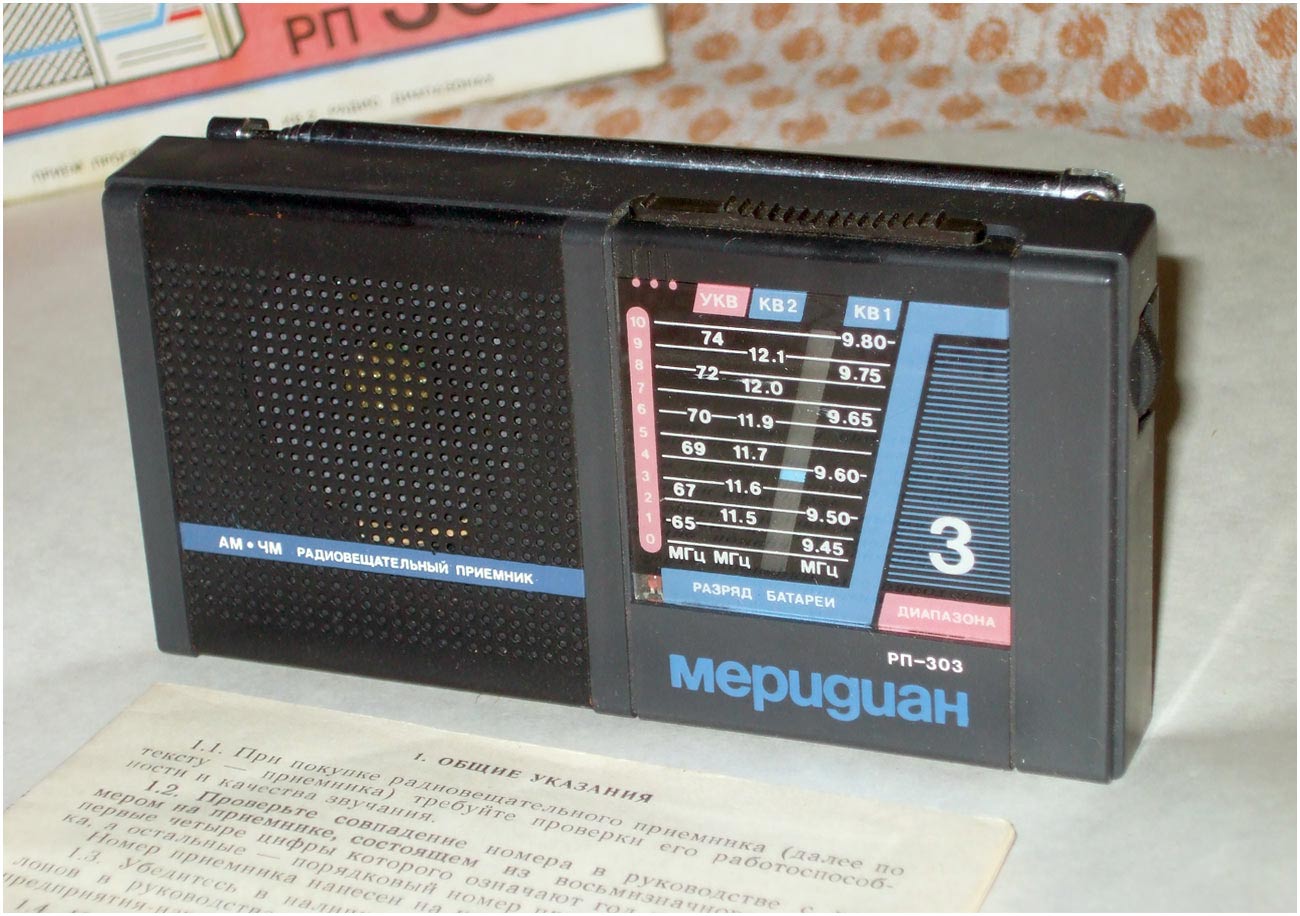 РП
ПРИЕМ
УКВ КВ2 КВ1
10
9
8
7
6
5
4
3
2
1
0
74 9.80
12.1
72 9.75
12.0
70 11.9 9.65
69 11.7
9.60
67 11.6
65 11.5 9.50
9.45
МГц МГц МГц
РАЗРЯД БАТАРЕИ
3
ДИАПАЗОНА
АМ • ЧМ РАДИОВЕЩАТЕЛЬНЫЙ ПРИЕМНИК
РП-303
меридиан
1. ОБЩИЕ УКАЗАНИЯ
1.1. При покупке радиовещательного приемника (далее по
тексту — приемника) требуйте проверки его работоспособ-
ности и качества звучания.
1.2. Проверьте совпадение номера в руководстве с
мером на приемнике, состоящем из восьмизначного
первые четыре цифры которого означают год
ка, а остальные — порядковый номер
Номер приемника нанесен на
1.3. Убедитесь в
лонов в
1.4.